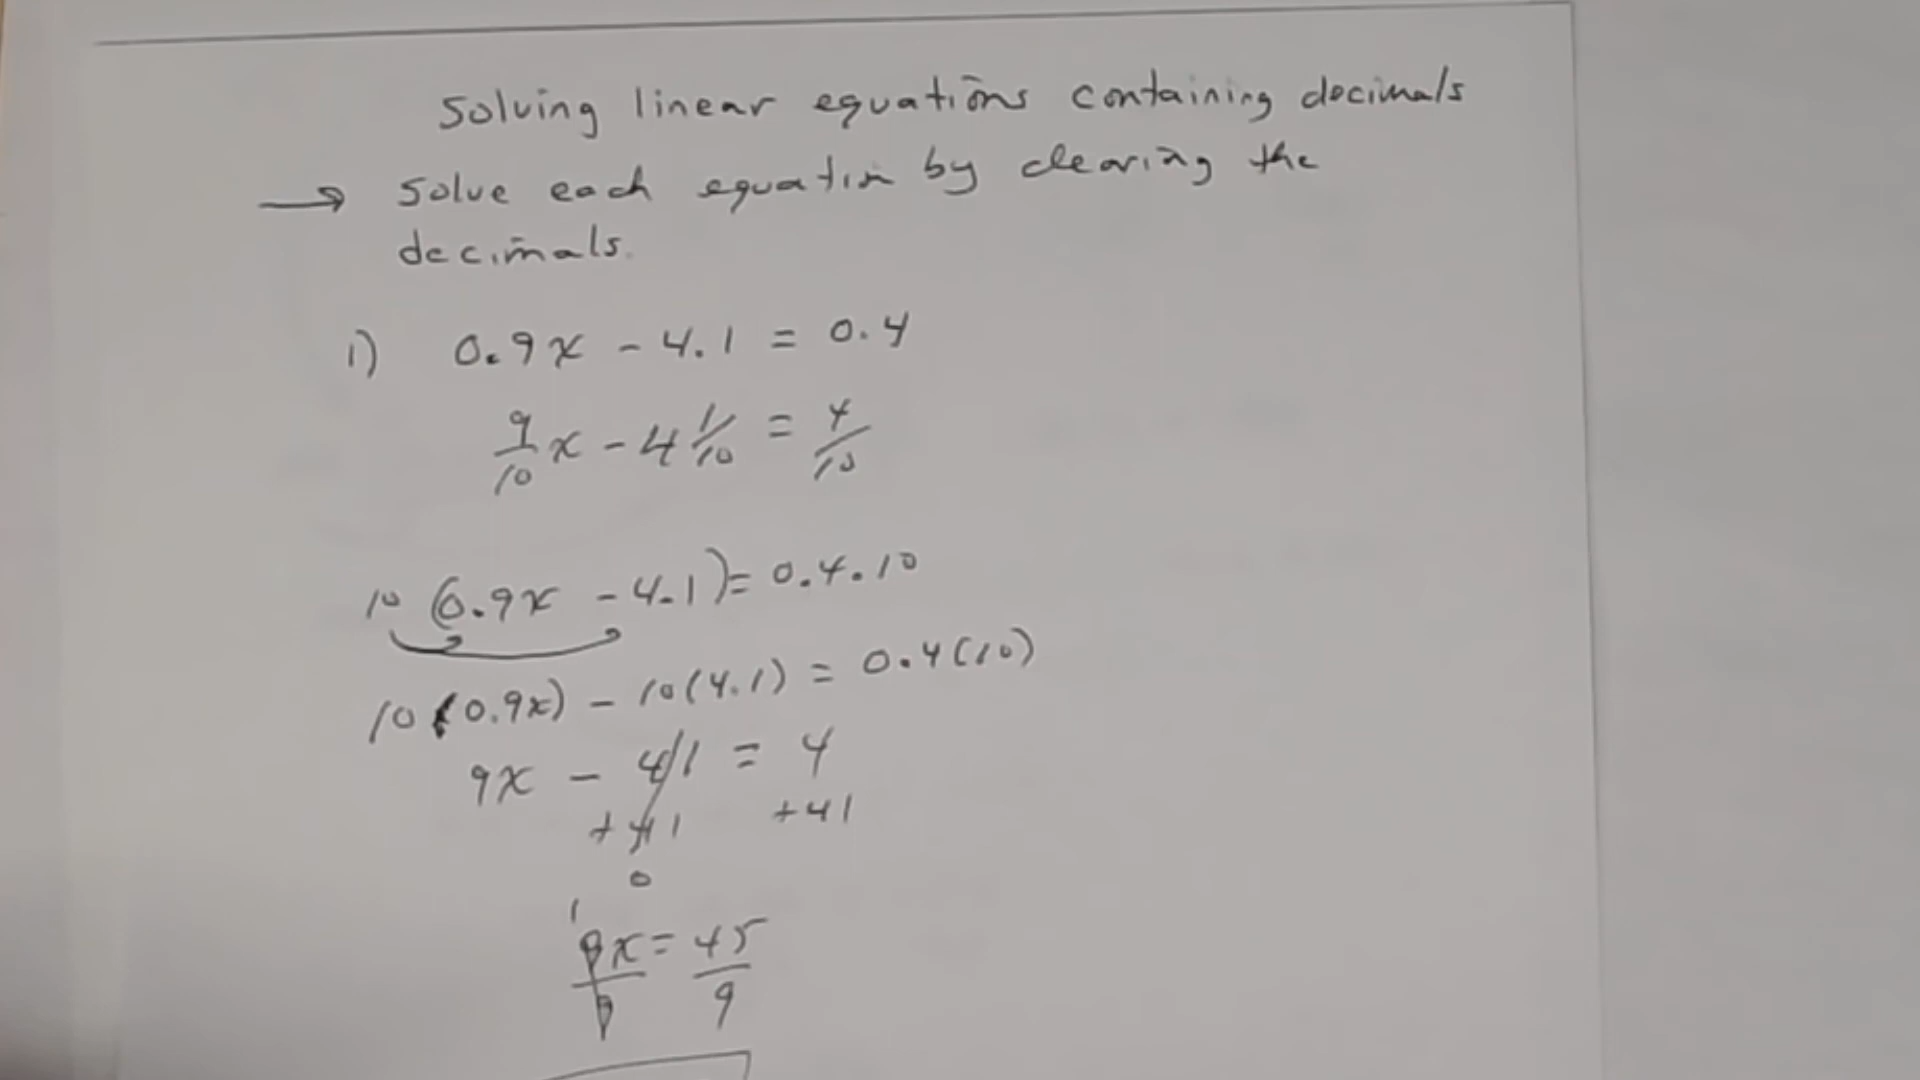 Solving linear equations containing decimals
→ Solve each equation by clearing the
decimals.
1) 0.9x - 4.1 = 0.4
9/10 x - 4 1/10 = 4/10
10 (0.9x - 4.1) = 0.4 . 10
10 (0.9x) - 10(4.1) = 0.4(10)
9x - 41 = 4
+41 +41
0
1
9x = 45
9 9